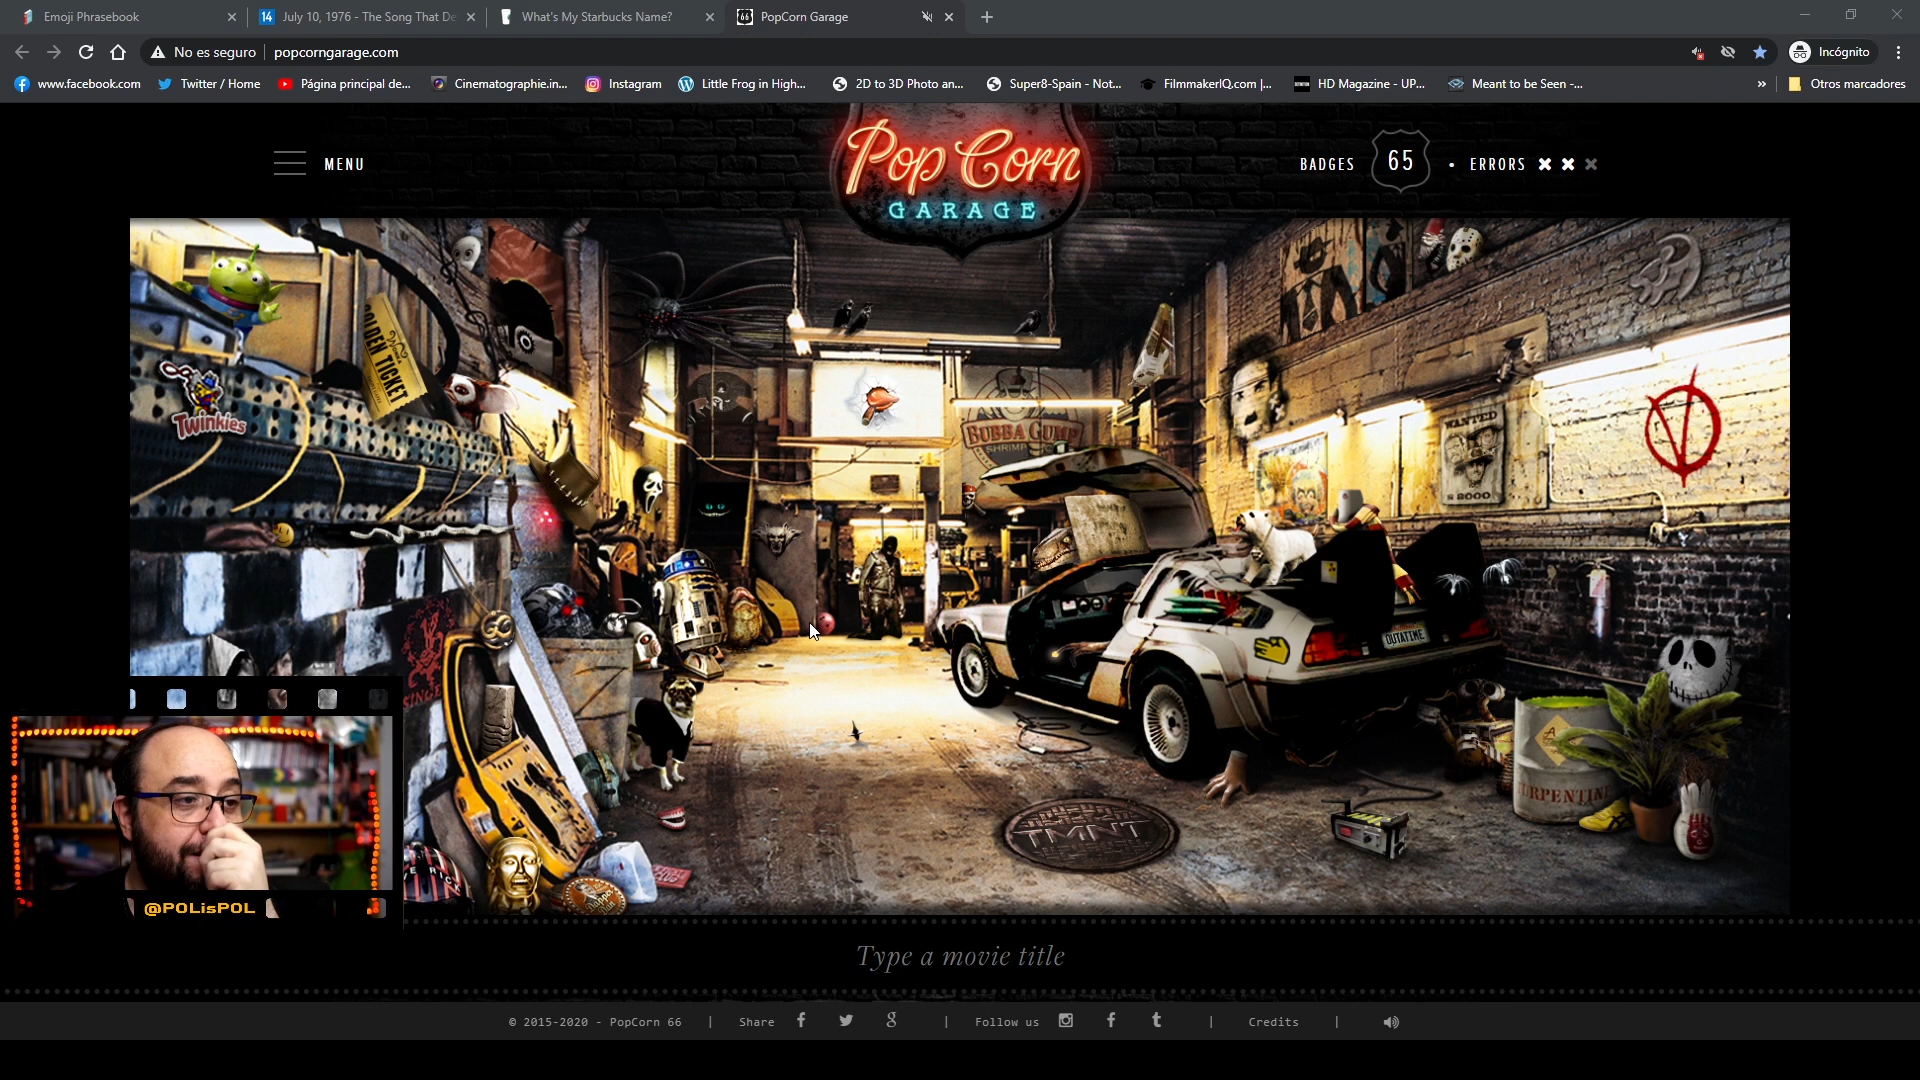 Emoji Phrasebook
14 July 10, 1976 - The Song That De
What's My Starbucks Name?
PopCorn Garage
No es seguro
popcorngarage.com
Incógnito
www.facebook.com
Twitter / Home
Página principal de...
Cinematographie.in...
Instagram
Little Frog in High...
2D to 3D Photo an...
Super8-Spain - Not...
FilmmakerIQ.com |...
HD Magazine - UP...
Meant to be Seen -...
»
Otros marcadores
MENU
Pop Corn
GARAGE
BADGES 65 • ERRORS
GOLDEN TICKET
Twinkies
BUBBA GUMP
SHRIMP
WANTED
$2000
V
OUTATIME
TMNT
Dapper Dan
@POLisPOL
Type a movie title
© 2015-2020 - PopCorn 66 | Share | Follow us | Credits |